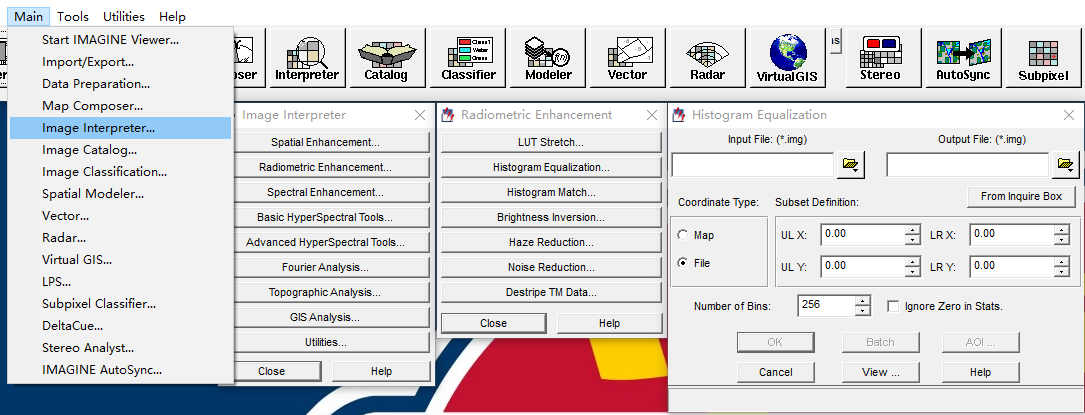 Main Tools Utilities Help
Start IMAGINE Viewer...
Import/Export...
Data Preparation...
Map Composer...
Image Interpreter...
Image Catalog...
Image Classification...
Spatial Modeler...
Vector...
Radar...
Virtual GIS...
LPS...
Subpixel Classifier...
DeltaCue...
Stereo Analyst...
IMAGINE AutoSync...
Interpreter
Catalog
Class1
Water
Grass
Classifier
Modeler
Vector
Radar
VirtualGIS
Stereo
AutoSync
Subpixel
Image Interpreter
Spatial Enhancement...
Radiometric Enhancement...
Spectral Enhancement...
Basic HyperSpectral Tools...
Advanced HyperSpectral Tools...
Fourier Analysis...
Topographic Analysis...
GIS Analysis...
Utilities...
Close Help
Radiometric Enhancement
LUT Stretch...
Histogram Equalization...
Histogram Match...
Brightness Inversion...
Haze Reduction...
Noise Reduction...
Destripe TM Data...
Close Help
Histogram Equalization
Input File: (*.img) Output File: (*.img)
From Inquire Box
Coordinate Type: Subset Definition:
Map UL X: 0.00 LR X: 0.00
File UL Y: 0.00 LR Y: 0.00
Number of Bins: 256 Ignore Zero in Stats.
OK Batch AOI ...
Cancel View ... Help